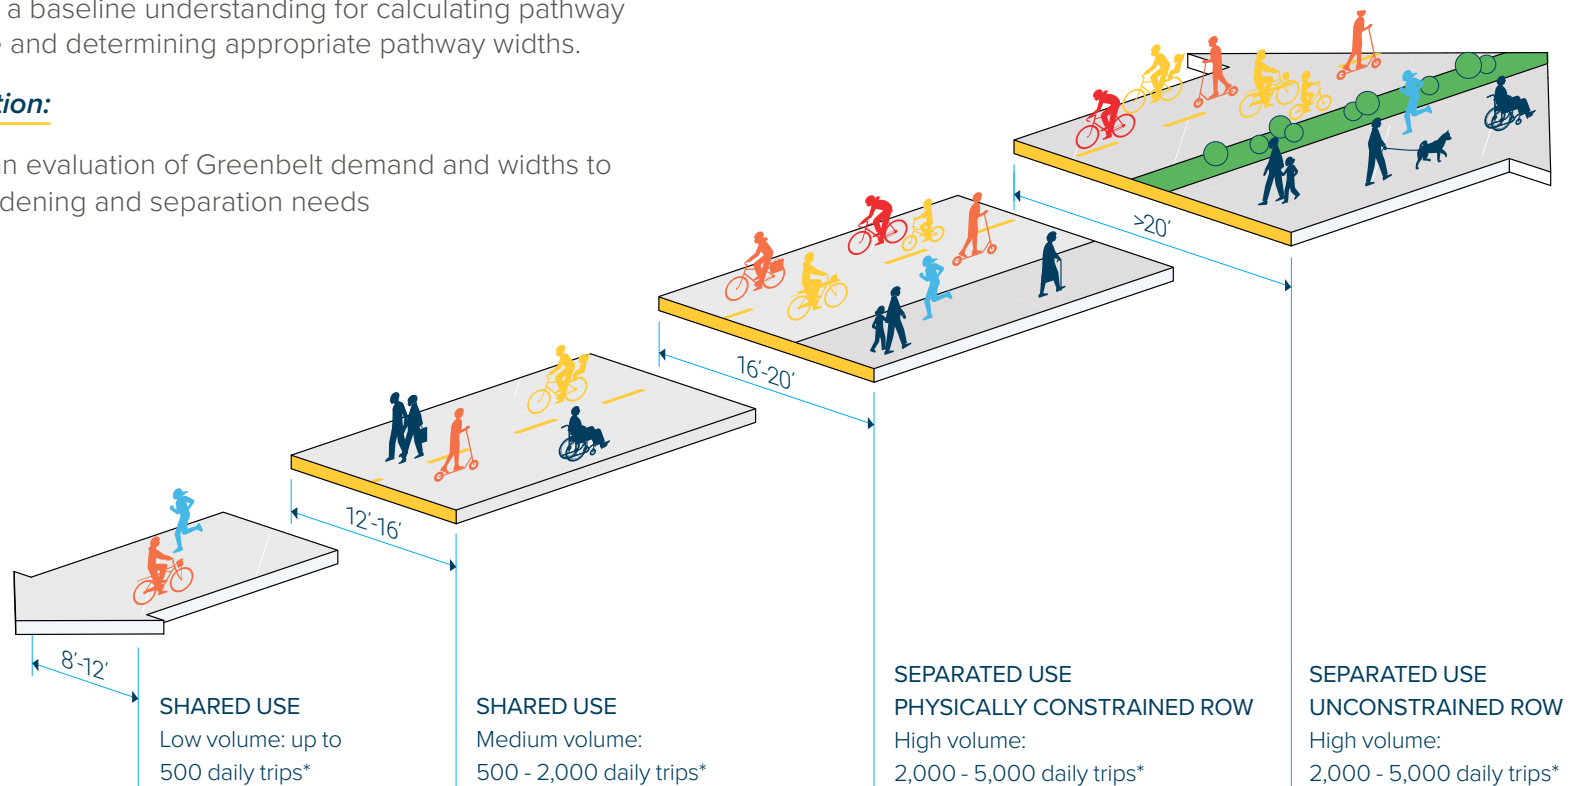 a baseline understanding for calculating pathway
and determining appropriate pathway widths.
tion:
an evaluation of Greenbelt demand and widths to
dening and separation needs
>20′
16′-20′
12′-16′
8′-12′
SHARED USE
Low volume: up to
500 daily trips*
SHARED USE
Medium volume:
500 - 2,000 daily trips*
SEPARATED USE
PHYSICALLY CONSTRAINED ROW
High volume:
2,000 - 5,000 daily trips*
SEPARATED USE
UNCONSTRAINED ROW
High volume:
2,000 - 5,000 daily trips*